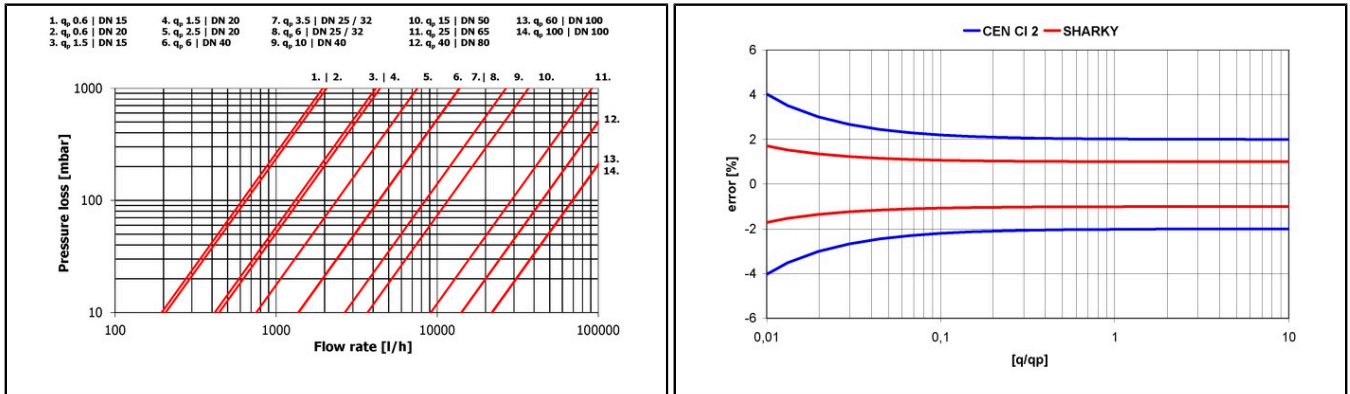 1. qp 0.6 | DN 15 4. qp 1.5 | DN 20 7. qp 3.5 | DN 25 / 32 10. qp 15 | DN 50 13. qp 60 | DN 100
2. qp 0.6 | DN 20 5. qp 2.5 | DN 20 8. qp 6 | DN 25 / 32 11. qp 25 | DN 65 14. qp 100 | DN 100
3. qp 1.5 | DN 15 6. qp 6 | DN 40 9. qp 10 | DN 40 12. qp 40 | DN 80
1. | 2. 3. | 4. 5. 6. 7. | 8. 9. 10. 11.
12.
13.
14.
1000
100
10
Pressure loss [mbar]
100 1000 10000 100000
Flow rate [l/h]
CEN Cl 2 SHARKY
6
4
2
0
-2
-4
-6
error [%]
0,01 0,1 1 10
[q/qp]